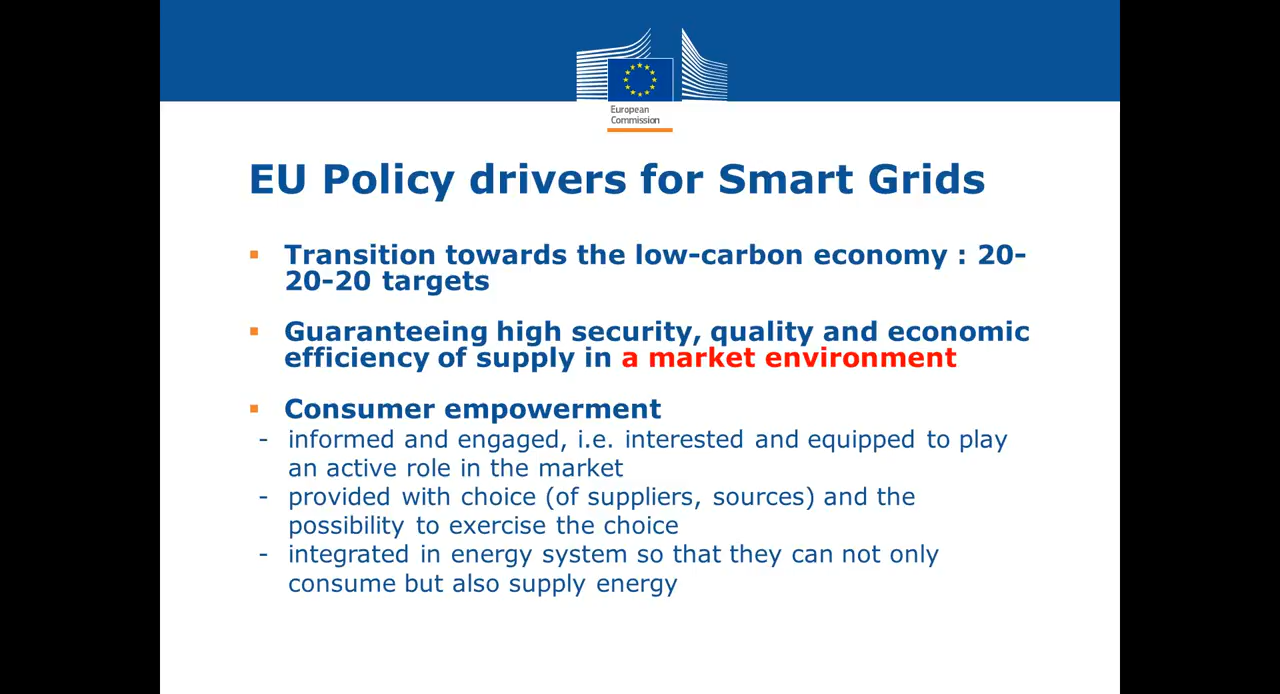 European
Commission
EU Policy drivers for Smart Grids
▪ Transition towards the low-carbon economy : 20-
20-20 targets
▪ Guaranteeing high security, quality and economic
efficiency of supply in a market environment
▪ Consumer empowerment
- informed and engaged, i.e. interested and equipped to play
an active role in the market
- provided with choice (of suppliers, sources) and the
possibility to exercise the choice
- integrated in energy system so that they can not only
consume but also supply energy